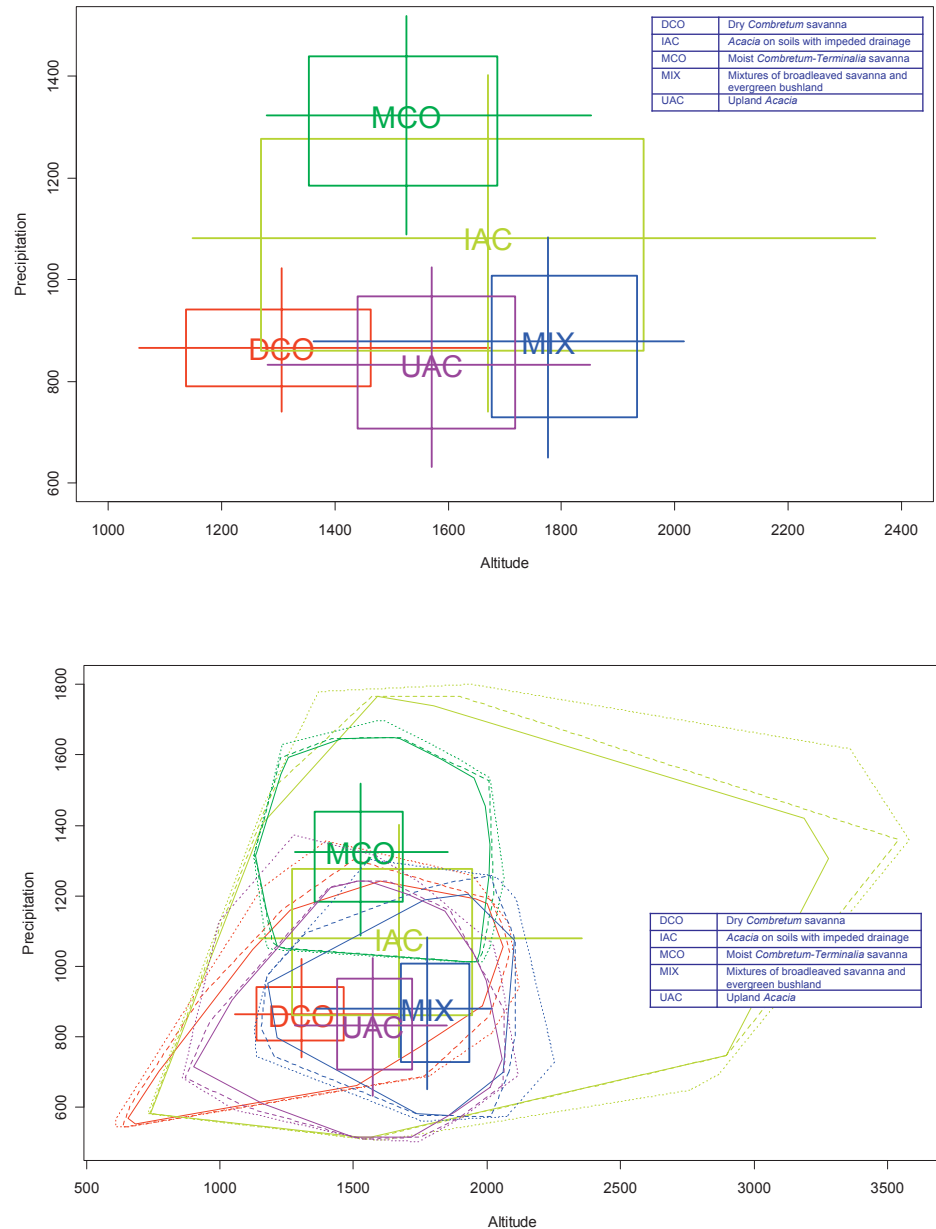 1400
1200
1000
800
600
Precipitation
MCO
IAC
DCO
UAC
MIX
DCO Dry Combretum savanna
IAC Acacia on soils with impeded drainage
MCO Moist Combretum-Terminalia savanna
MIX Mixtures of broadleaved savanna and
evergreen bushland
UAC Upland Acacia
1000 1200 1400 1600 1800 2000 2200 2400
Altitude
1800
1600
1400
1200
1000
800
600
Precipitation
MCO
IAC
DCO
UAC
MIX
DCO Dry Combretum savanna
IAC Acacia on soils with impeded drainage
MCO Moist Combretum-Terminalia savanna
MIX Mixtures of broadleaved savanna and
evergreen bushland
UAC Upland Acacia
500 1000 1500 2000 2500 3000 3500
Altitude